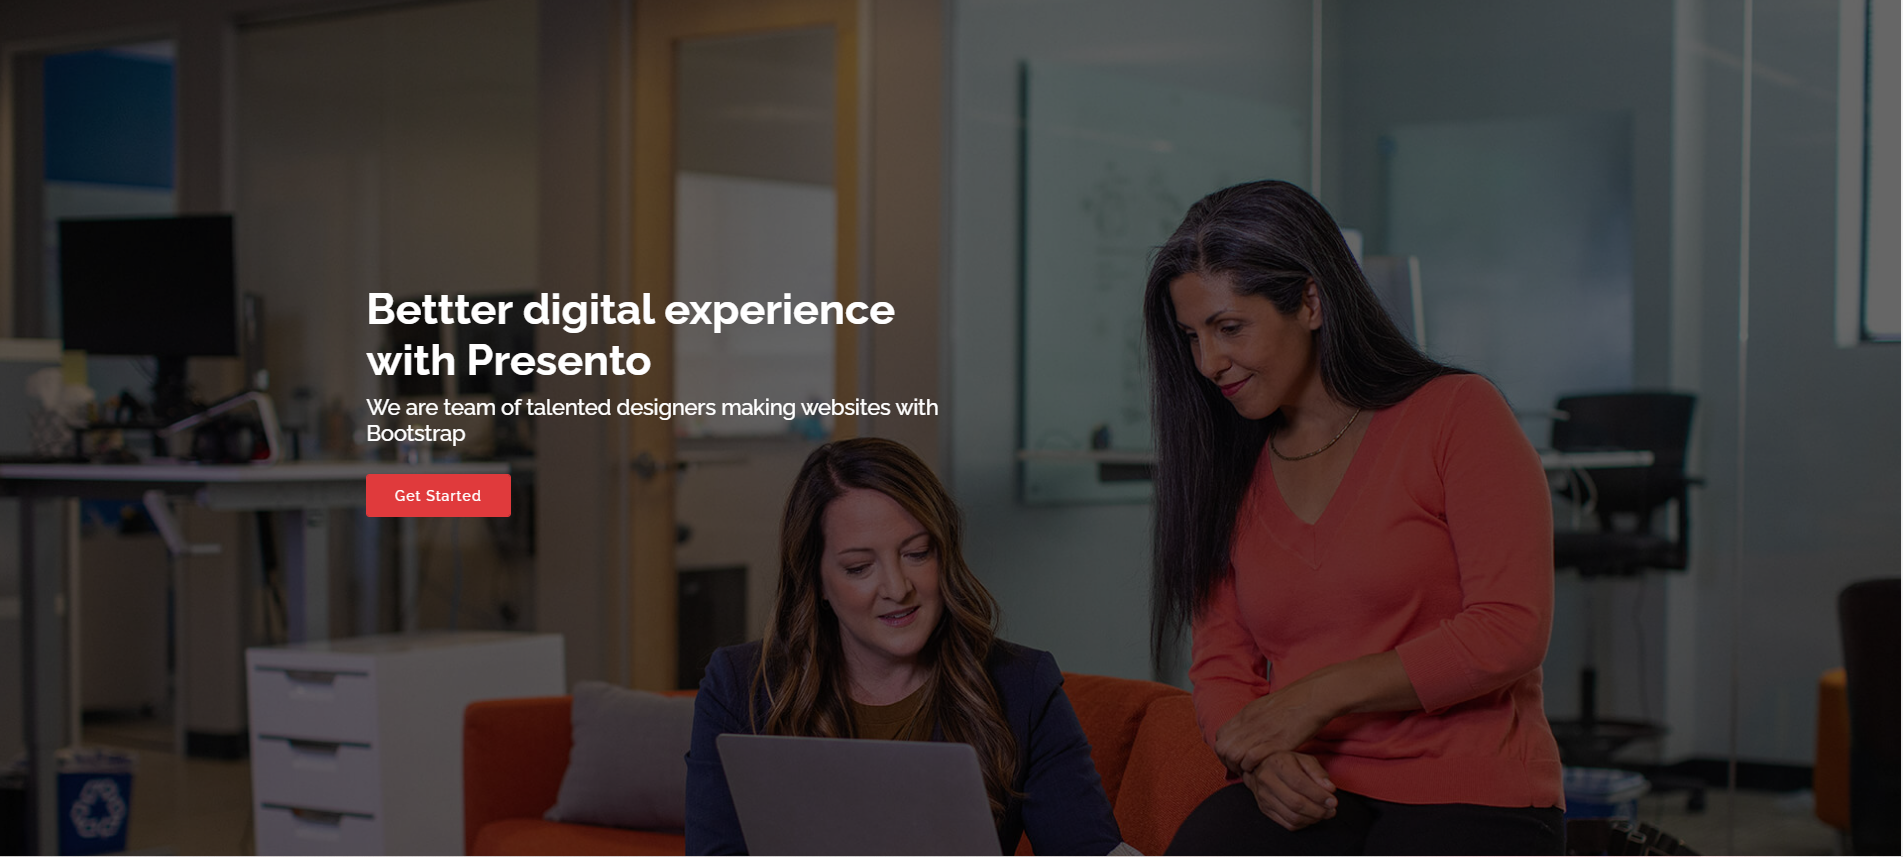 Bettter digital experience
with Presento
We are team of talented designers making websites with
Bootstrap
Get Started